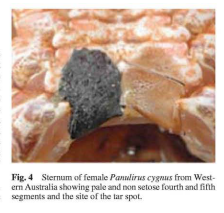 Fig. 4 Sternum of female Panulirus cygnus from West-
ern Australia showing pale and non setose fourth and fifth
segments and the site of the tar spot.